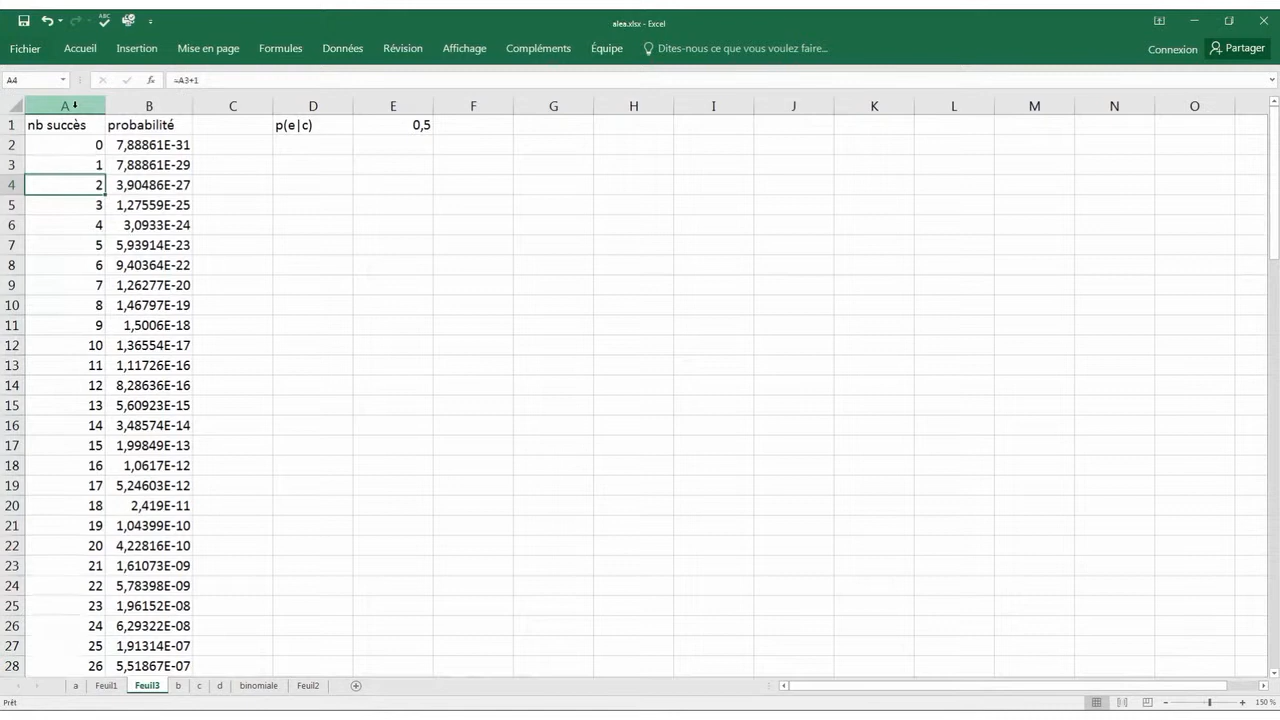 ABC
alea.xlsx - Excel
Fichier Accueil Insertion Mise en page Formules Données Révision Affichage Compléments Équipe Dites-nous ce que vous voulez faire... Connexion Partager
A4 fx =A3+1
A B C D E F G H I J K L M N O
1 nb succès probabilité p(e|c) 0,5
2 0 7,88861E-31
3 1 7,88861E-29
4 2 3,90486E-27
5 3 1,27559E-25
6 4 3,0933E-24
7 5 5,93914E-23
8 6 9,40364E-22
9 7 1,26277E-20
10 8 1,46797E-19
11 9 1,5006E-18
12 10 1,36554E-17
13 11 1,11726E-16
14 12 8,28636E-16
15 13 5,60923E-15
16 14 3,48574E-14
17 15 1,99849E-13
18 16 1,0617E-12
19 17 5,24603E-12
20 18 2,419E-11
21 19 1,04399E-10
22 20 4,22816E-10
23 21 1,61073E-09
24 22 5,78398E-09
25 23 1,96152E-08
26 24 6,29322E-08
27 25 1,91314E-07
28 26 5,51867E-07
a Feuil1 Feuil3 b c d binomiale Feuil2
Prêt 150 %